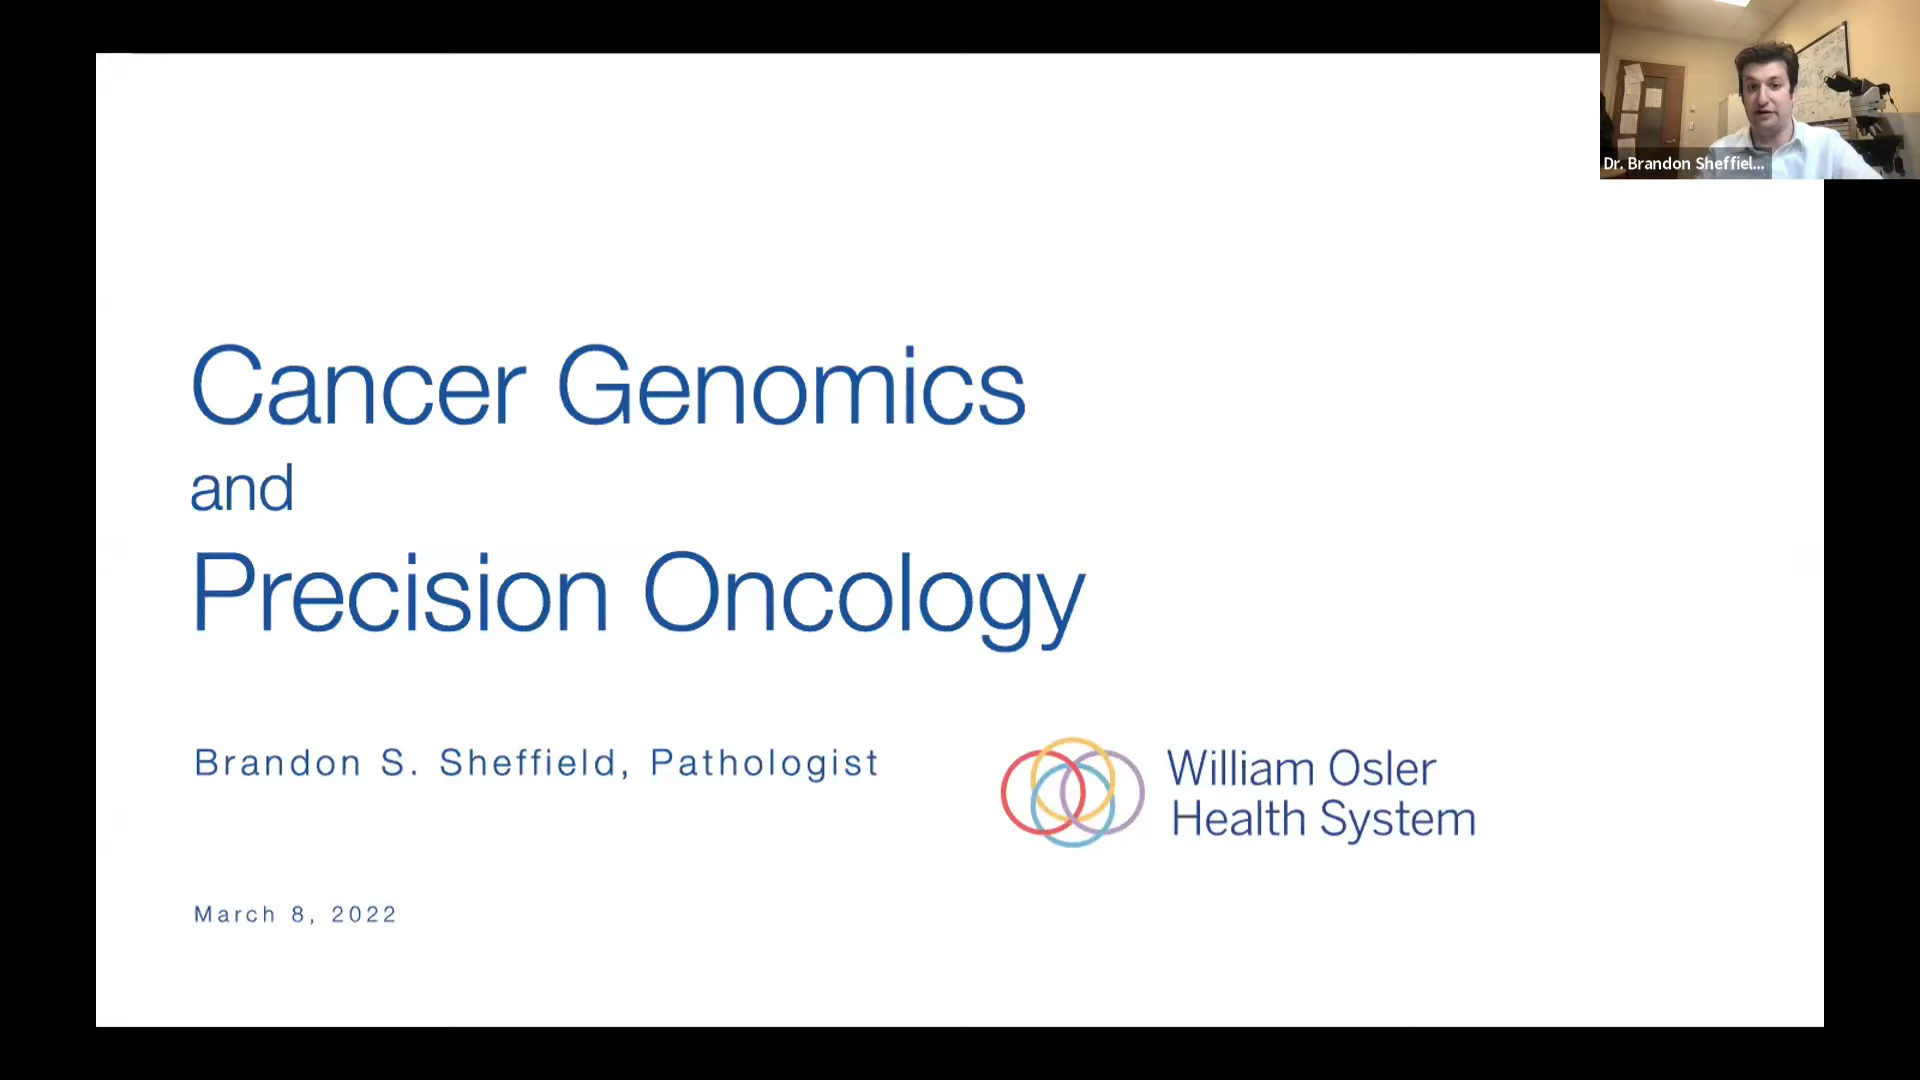 Cancer Genomics
and
Precision Oncology
Brandon S. Sheffield, Pathologist
William Osler
Health System
March 8, 2022
Dr. Brandon Sheffiel...